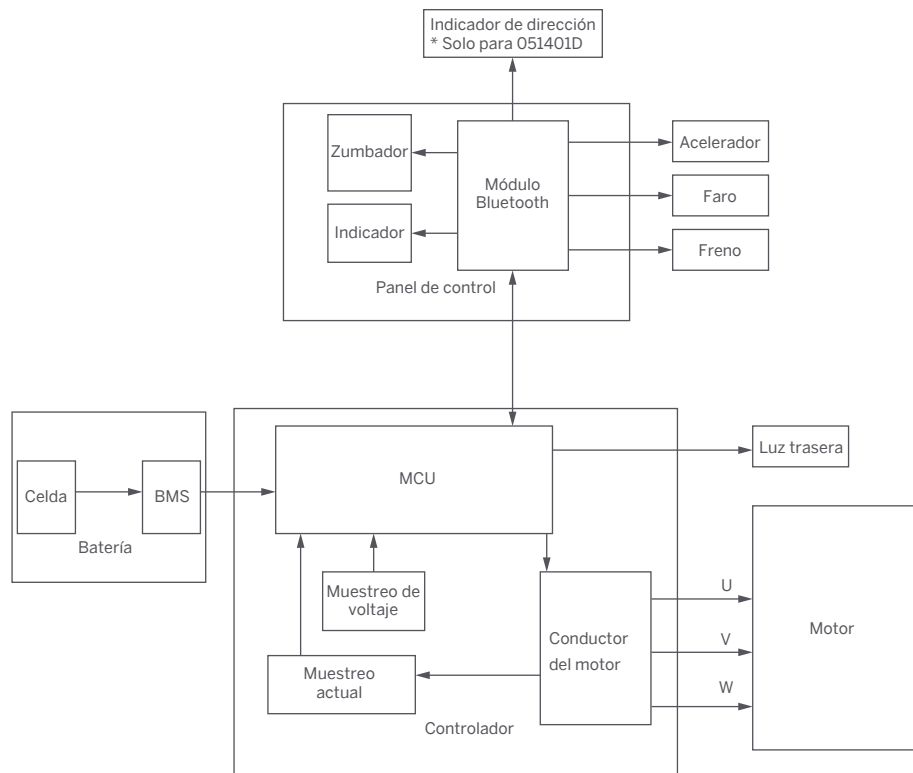 Indicador de dirección
* Solo para 051401D
Zumbador
Indicador
Módulo
Bluetooth
Acelerador
Faro
Freno
Panel de control
Celda
BMS
Batería
MCU
Luz trasera
Muestreo de
voltaje
Muestreo
actual
Conductor
del motor
Controlador
U
V
W
Motor